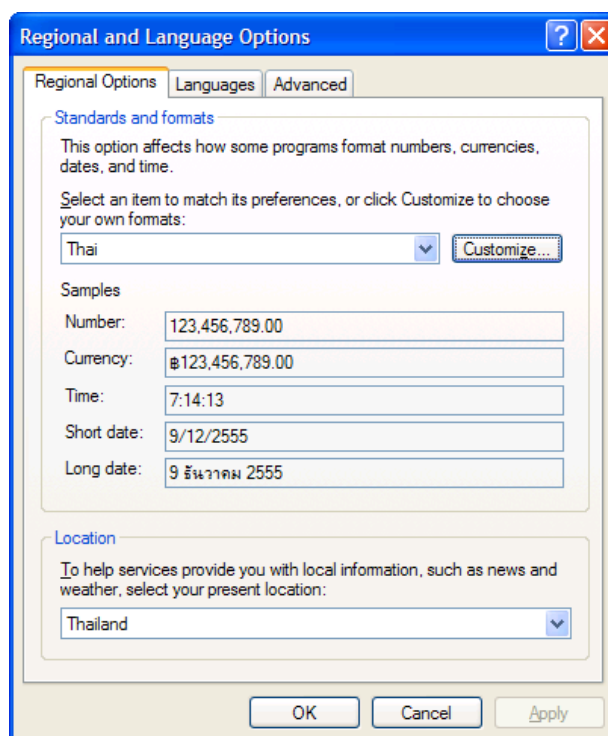 Regional and Language Options
Regional Options Languages Advanced
Standards and formats
This option affects how some programs format numbers, currencies,
dates, and time.
Select an item to match its preferences, or click Customize to choose
your own formats:
Thai Customize...
Samples
Number: 123,456,789.00
Currency: ฿123,456,789.00
Time: 7:14:13
Short date: 9/12/2555
Long date: 9 ธันวาคม 2555
Location
To help services provide you with local information, such as news and
weather, select your present location:
Thailand
OK Cancel Apply